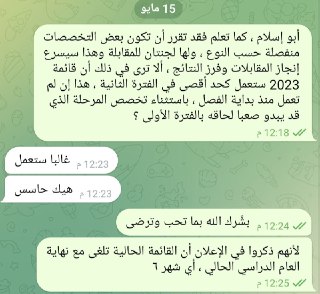 15 مايو
أبو إسلام ، كما تعلم فقد تقرر أن تكون بعض التخصصات
منفصلة حسب النوع ، ولها لجنتان للمقابلة وهذا سيسرع
إنجاز المقابلات وفرز النتائج ، ألا ترى في ذلك أن قائمة
2023 ستعمل كحد أقصى في الفترة الثانية ، هذا إن لم
تعمل منذ بداية الفصل ، باستثناء تخصص المرحلة الذي
قد يبدو صعبا لحاقه بالفترة الأولى ؟
12:18 م
غالبا ستعمل
12:23 م
هيك حاسس
12:23 م
بشّرك الله بما تحب وترضى
12:24 م
لأنهم ذكروا في الإعلان أن القائمة الحالية تلغى مع نهاية
العام الدراسي الحالي ، أي شهر ٦
12:25 م